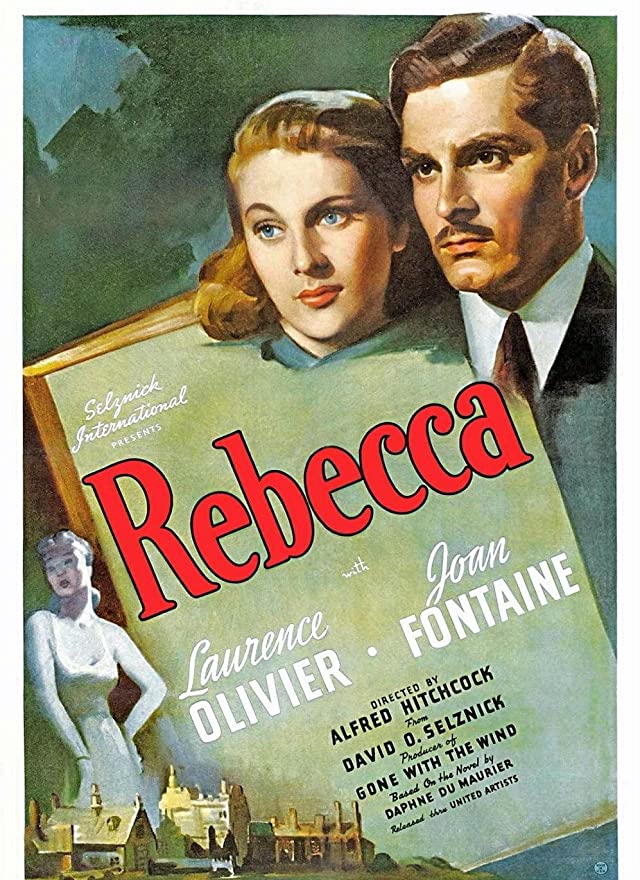 Selznick
International
PRESENTS
Rebecca
with
Laurence
OLIVIER · Joan
FONTAINE
DIRECTED BY
ALFRED HITCHCOCK
From
DAVID O. SELZNICK
Producer of
GONE WITH THE WIND
Based On the Novel by
DAPHNE DU MAURIER
Released thru UNITED ARTISTS